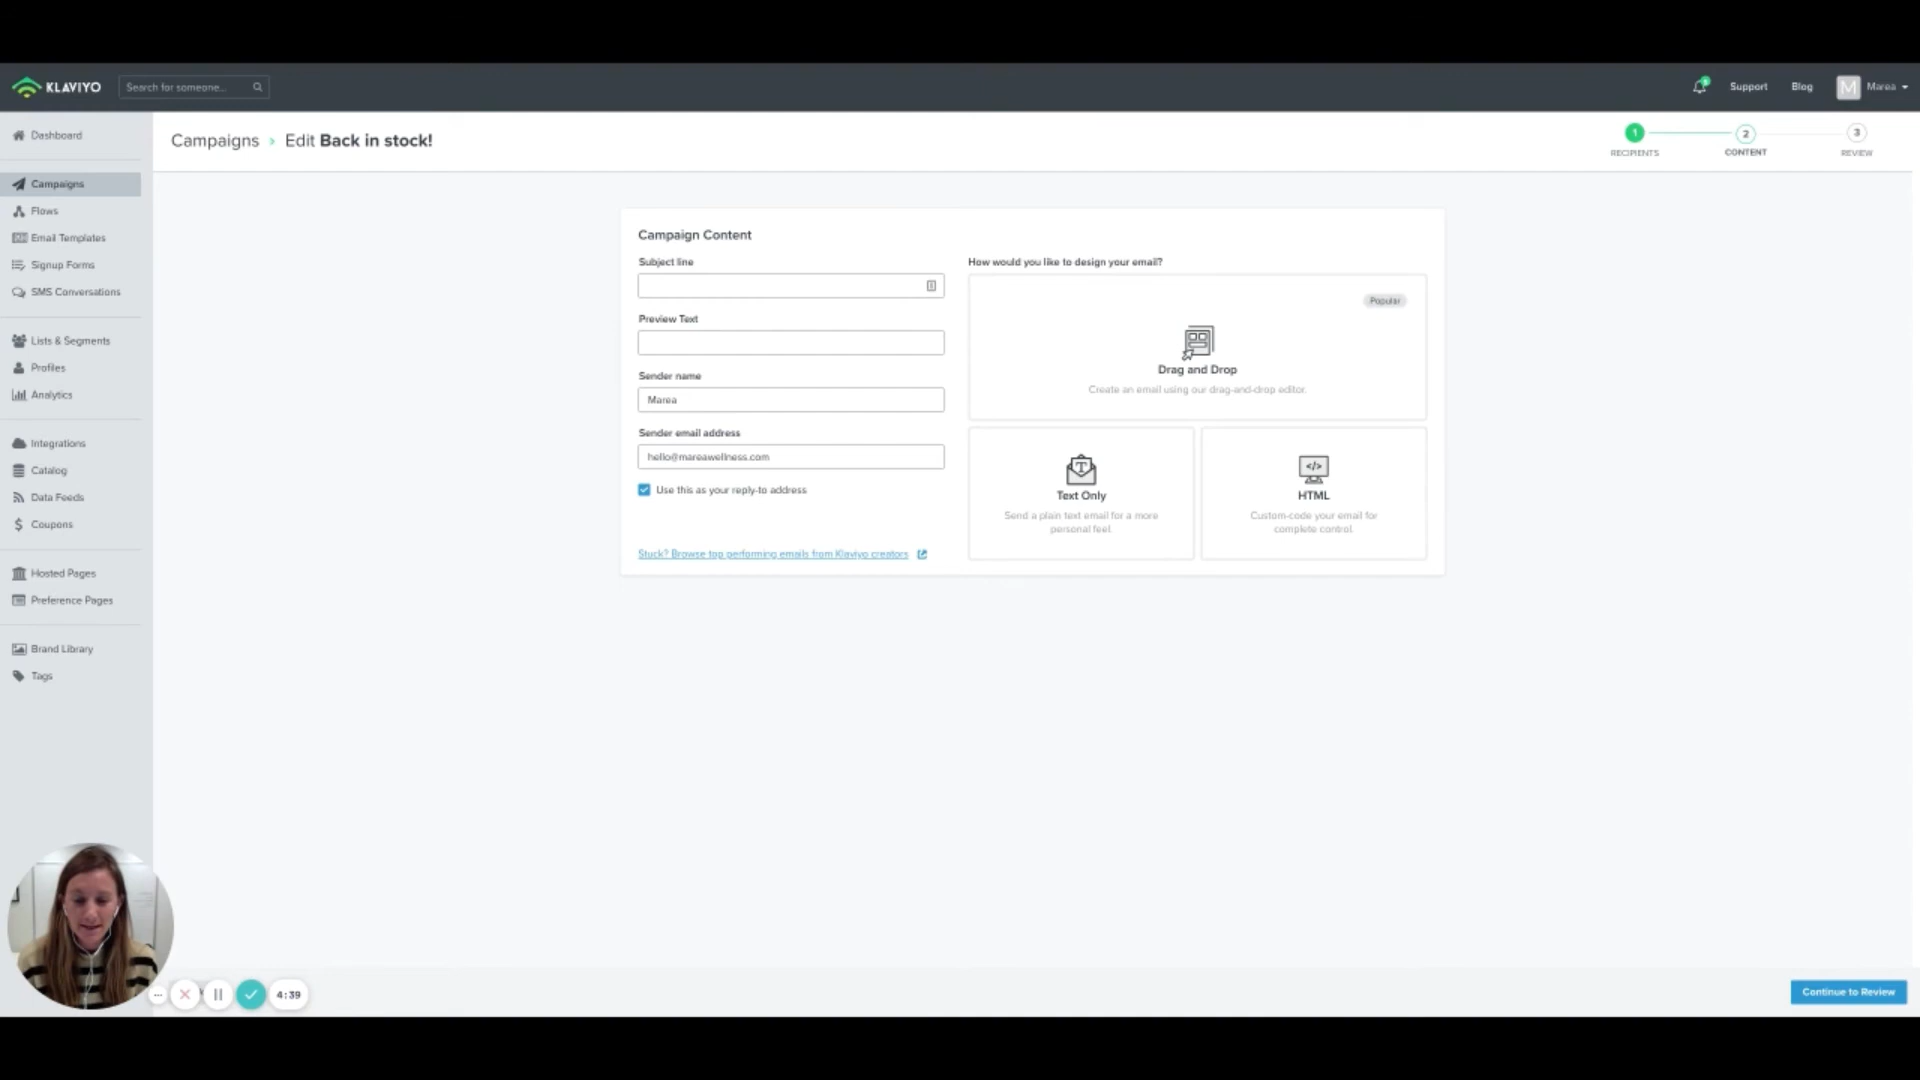 KLAVIYO
Search for someone...
Support
Blog
M
Marea
Dashboard
Campaigns
Flows
Email Templates
Signup Forms
SMS Conversations
Lists & Segments
Profiles
Analytics
Integrations
Catalog
Data Feeds
Coupons
Hosted Pages
Preference Pages
Brand Library
Tags
Campaigns › Edit Back in stock!
1
2
3
RECIPIENTS
CONTENT
REVIEW
Campaign Content
Subject line
Preview Text
Sender name
Marea
Sender email address
hello@mareawellness.com
Use this as your reply-to address
Stuck? Browse top performing emails from Klaviyo creators
How would you like to design your email?
Popular
Drag and Drop
Create an email using our drag-and-drop editor.
Text Only
Send a plain text email for a more
personal feel.
HTML
Custom-code your email for
complete control.
4:39
Continue to Review